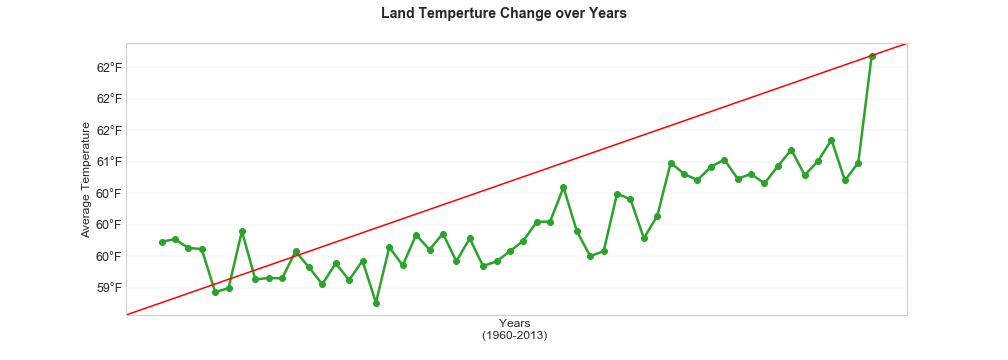 Land Temperture Change over Years
62°F
62°F
62°F
61°F
60°F
60°F
60°F
59°F
Average Temperature
Years
(1960-2013)